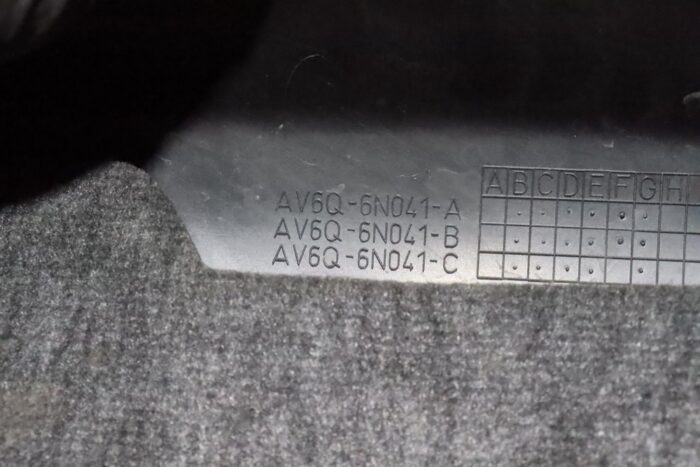 AV6Q-6N041-A
AV6Q-6N041-B
AV6Q-6N041-C
A B C D E F G H